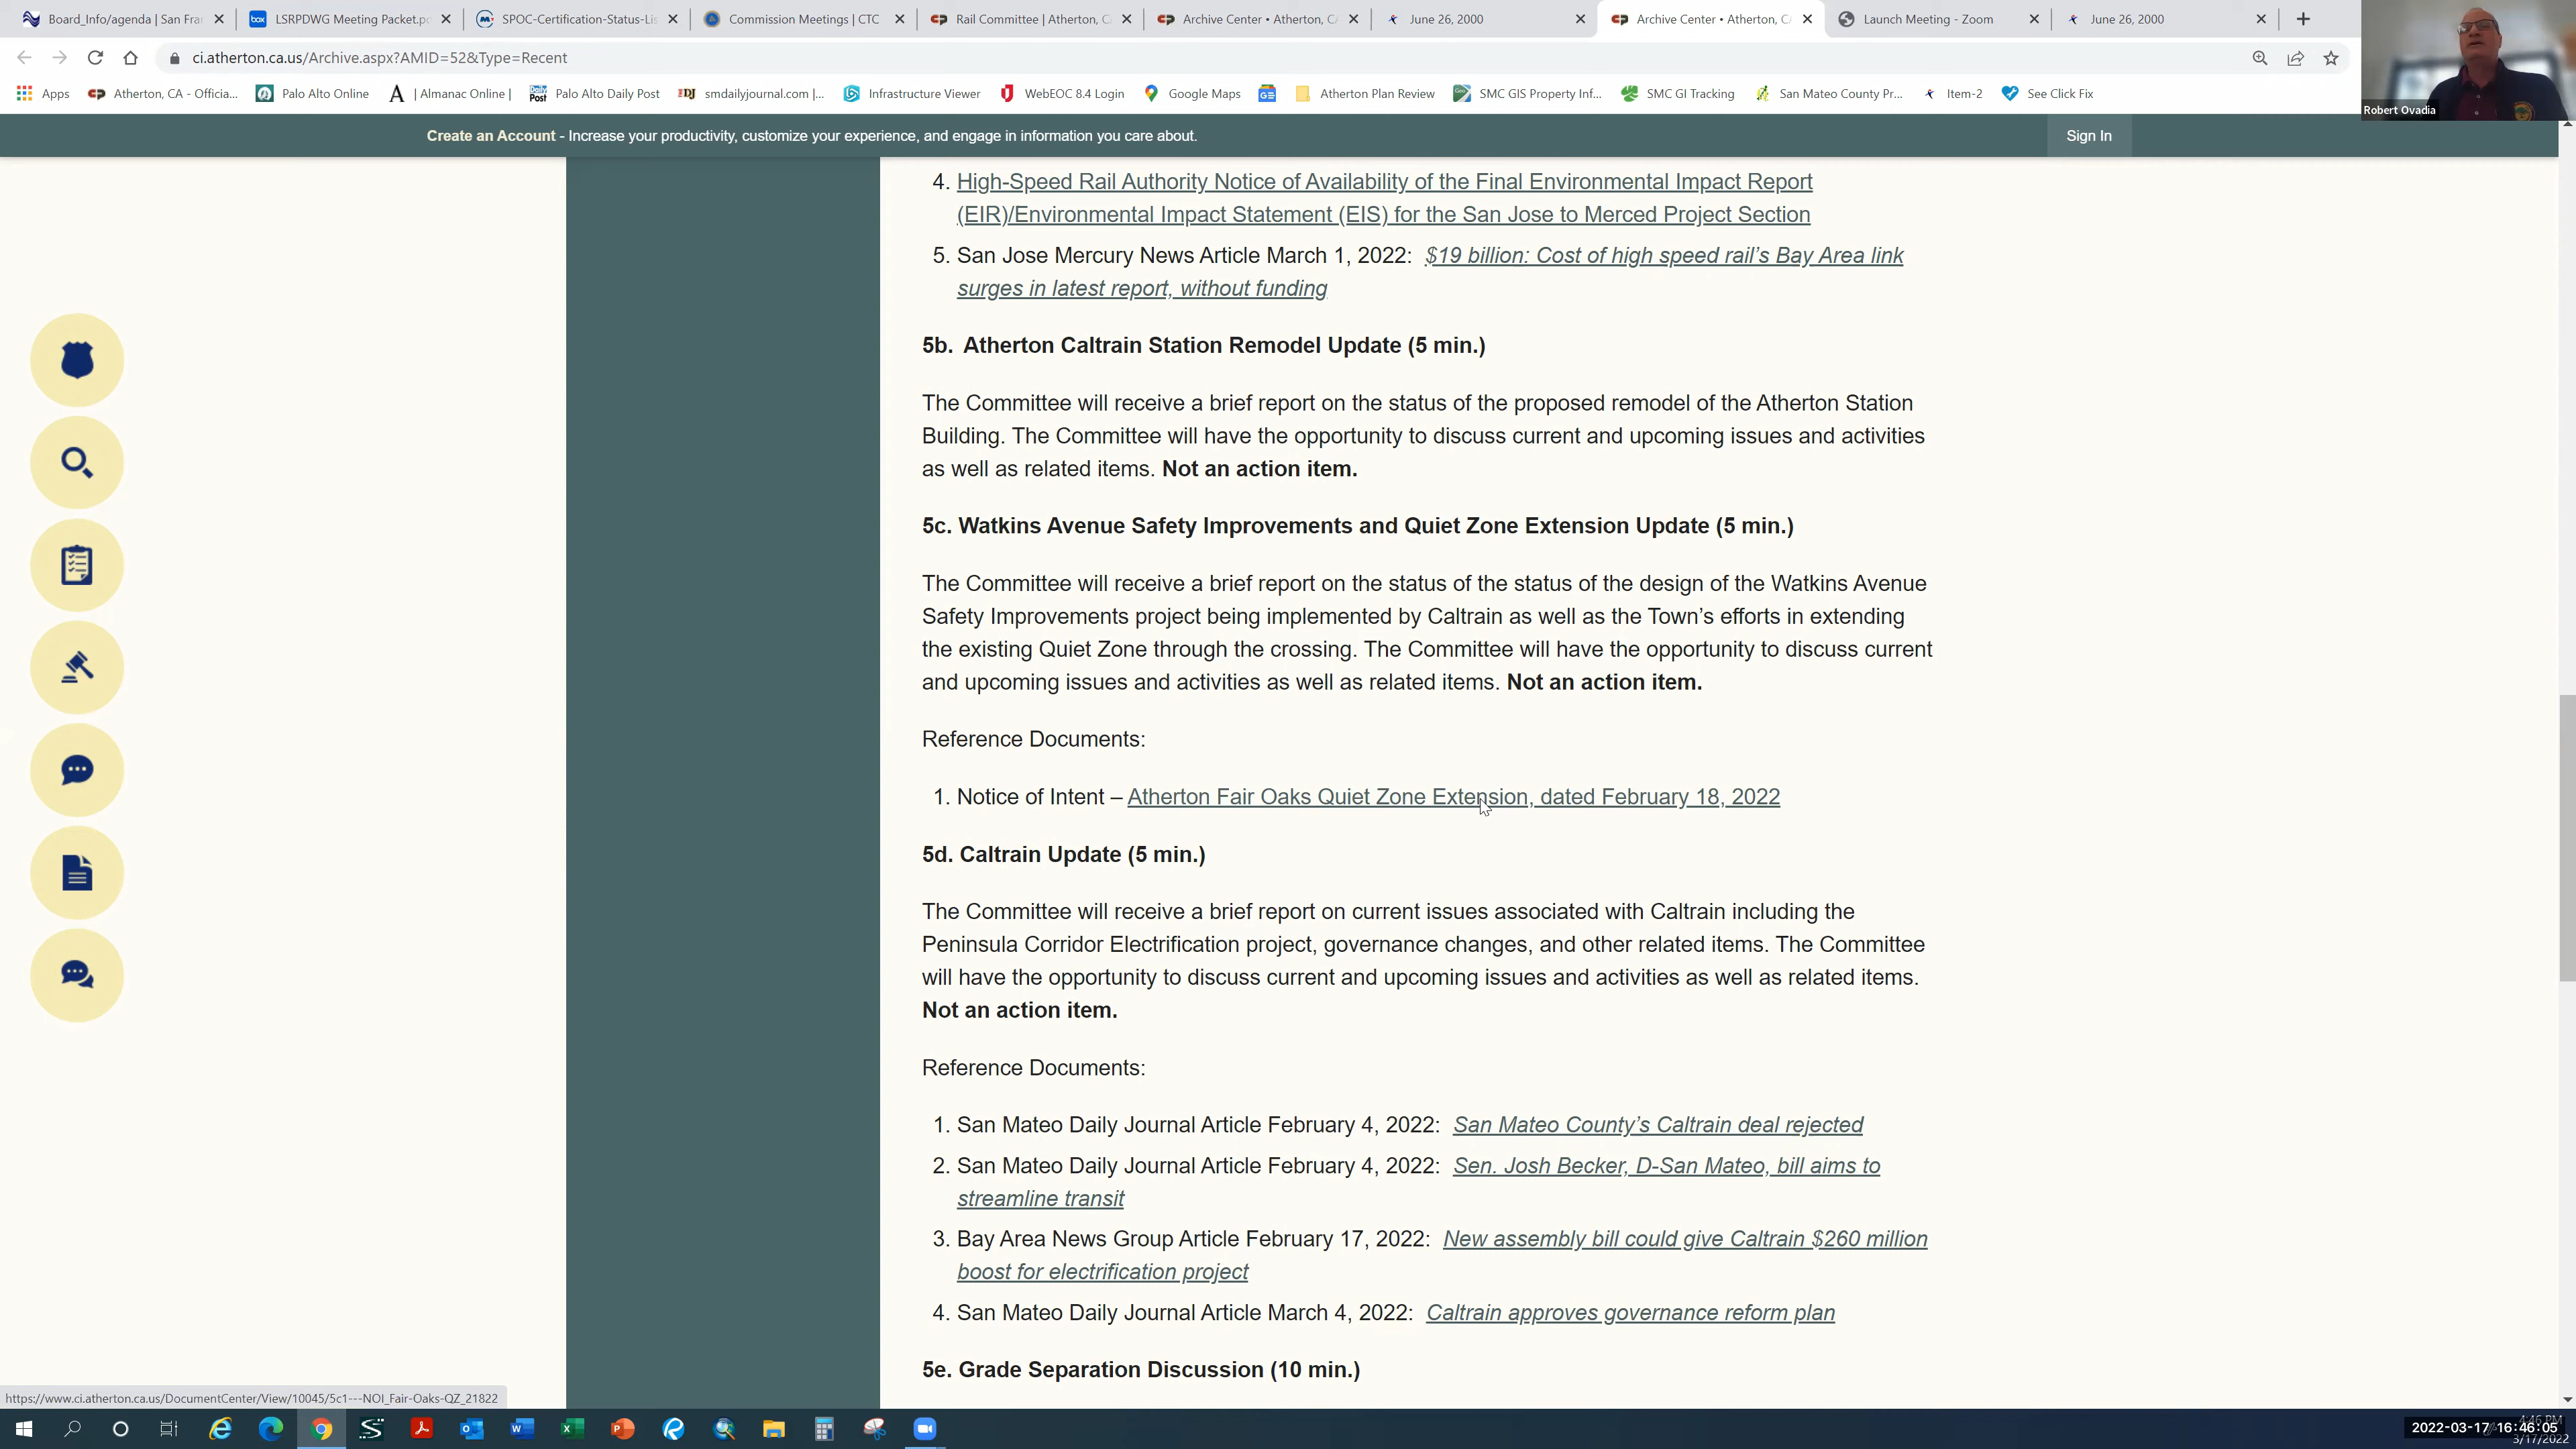 Board_Info/agenda | San Fra
LSRPDWG Meeting Packet.p
SPOC-Certification-Status-Lis
Commission Meetings | CTC
Rail Committee | Atherton, C
Archive Center • Atherton, CA
June 26, 2000
Archive Center • Atherton, CA
Launch Meeting - Zoom
June 26, 2000
ci.atherton.ca.us/Archive.aspx?AMID=52&Type=Recent
Apps
Atherton, CA - Officia...
Palo Alto Online
| Almanac Online |
Palo Alto Daily Post
smdailyjournal.com |...
Infrastructure Viewer
WebEOC 8.4 Login
Google Maps
Atherton Plan Review
SMC GIS Property Inf...
SMC GI Tracking
San Mateo County Pr...
Item-2
See Click Fix
Robert Ovadia
Create an Account - Increase your productivity, customize your experience, and engage in information you care about.
Sign In
4. High-Speed Rail Authority Notice of Availability of the Final Environmental Impact Report
(EIR)/Environmental Impact Statement (EIS) for the San Jose to Merced Project Section
5. San Jose Mercury News Article March 1, 2022: $19 billion: Cost of high speed rail's Bay Area link
surges in latest report, without funding
5b. Atherton Caltrain Station Remodel Update (5 min.)
The Committee will receive a brief report on the status of the proposed remodel of the Atherton Station
Building. The Committee will have the opportunity to discuss current and upcoming issues and activities
as well as related items. Not an action item.
5c. Watkins Avenue Safety Improvements and Quiet Zone Extension Update (5 min.)
The Committee will receive a brief report on the status of the status of the design of the Watkins Avenue
Safety Improvements project being implemented by Caltrain as well as the Town's efforts in extending
the existing Quiet Zone through the crossing. The Committee will have the opportunity to discuss current
and upcoming issues and activities as well as related items. Not an action item.
Reference Documents:
1. Notice of Intent – Atherton Fair Oaks Quiet Zone Extension, dated February 18, 2022
5d. Caltrain Update (5 min.)
The Committee will receive a brief report on current issues associated with Caltrain including the
Peninsula Corridor Electrification project, governance changes, and other related items. The Committee
will have the opportunity to discuss current and upcoming issues and activities as well as related items.
Not an action item.
Reference Documents:
1. San Mateo Daily Journal Article February 4, 2022: San Mateo County's Caltrain deal rejected
2. San Mateo Daily Journal Article February 4, 2022: Sen. Josh Becker, D-San Mateo, bill aims to
streamline transit
3. Bay Area News Group Article February 17, 2022: New assembly bill could give Caltrain $260 million
boost for electrification project
4. San Mateo Daily Journal Article March 4, 2022: Caltrain approves governance reform plan
5e. Grade Separation Discussion (10 min.)
https://www.ci.atherton.ca.us/DocumentCenter/View/10045/5c1---NOI_Fair-Oaks-QZ_21822
4:46 PM
2022-03-17 16:46:05
3/17/2022